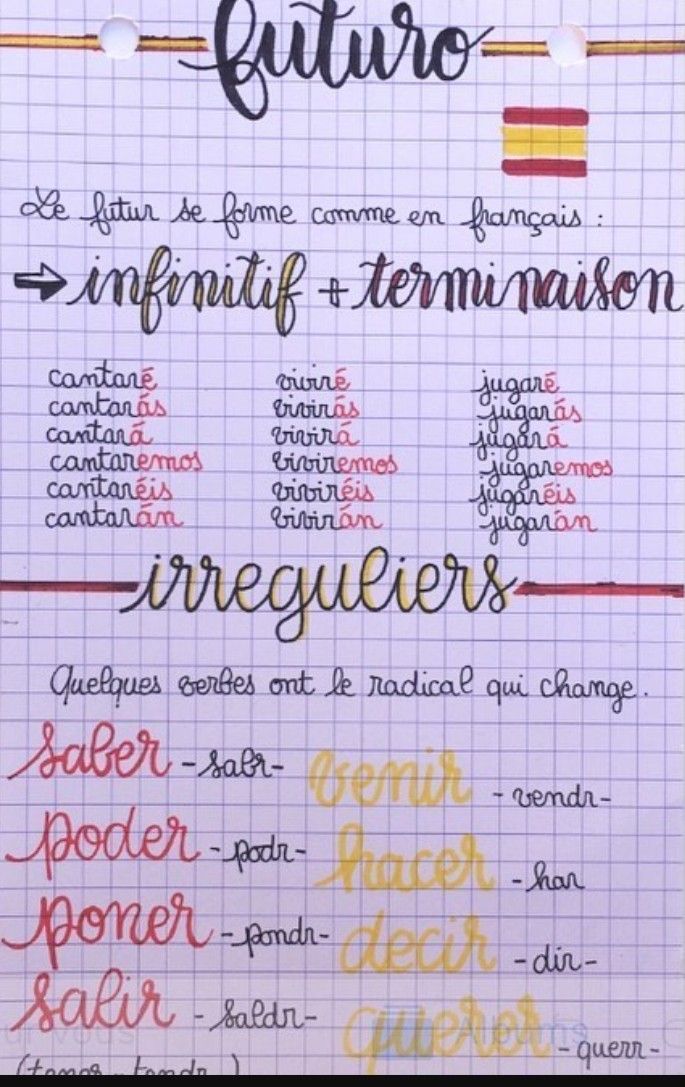 futuro
Le futur se forme comme en français :
infinitif + terminaison
cantaré viviré jugaré
cantarás vivirás jugarás
cantará vivirá jugará
cantaremos viviremos jugaremos
cantaréis viviréis jugaréis
cantarán vivirán jugarán
irreguliers
Quelques verbes ont le radical qui change.
saber - sabr- venir - vendr-
poder - podr- hacer - har
poner - pondr- decir - dir-
salir - saldr- querer - querr-
(tener - tendr )